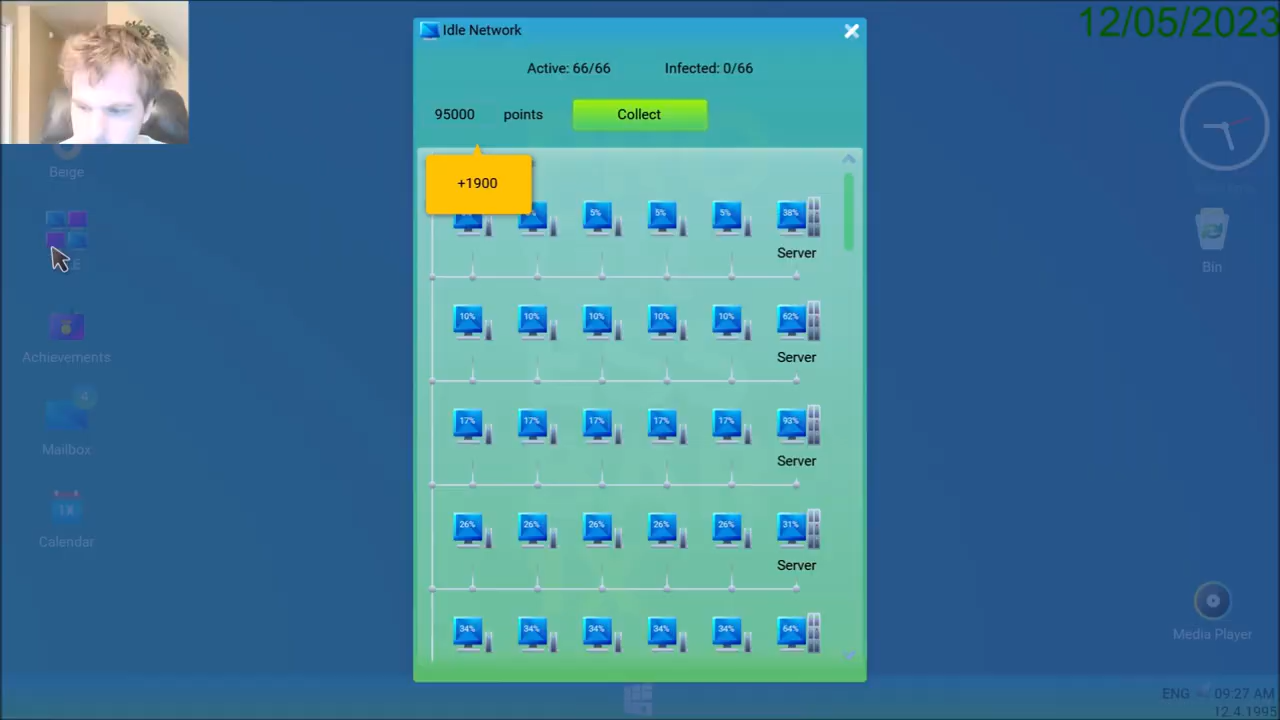 Idle Network
12/05/2023
Active: 66/66 Infected: 0/66
95000 points Collect
+1900
5% 5% 5% 38%
Server
10% 10% 10% 10% 10% 62%
Server
17% 17% 17% 17% 17% 93%
Server
26% 26% 26% 26% 26% 31%
Server
34% 34% 34% 34% 34% 64%
Beige
Achievements
4
Mailbox
Calendar
Bin
Media Player
ENG 09:27 AM
12.4.1995